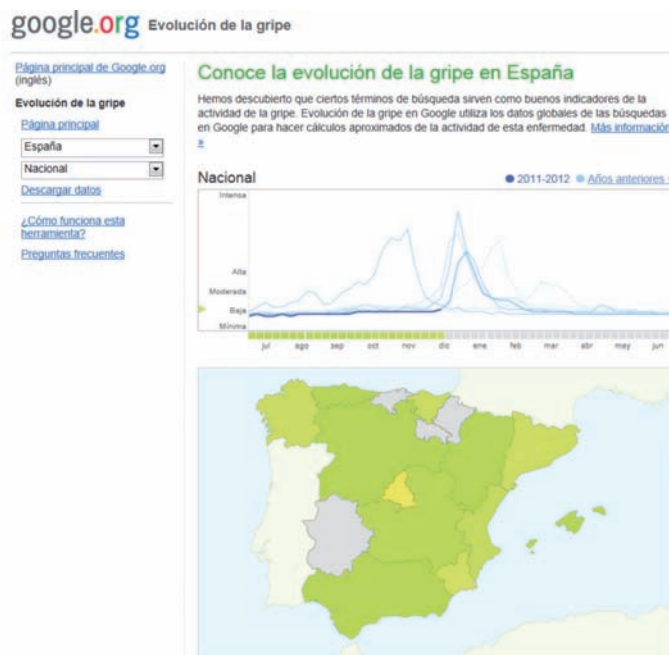 google.org Evolución de la gripe
Página principal de Google.org
(inglés)
Evolución de la gripe
Página principal
España
Nacional
Descargar datos
¿Cómo funciona esta
herramienta?
Preguntas frecuentes
Conoce la evolución de la gripe en España
Hemos descubierto que ciertos términos de búsqueda sirven como buenos indicadores de la
actividad de la gripe. Evolución de la gripe en Google utiliza los datos globales de las búsquedas
en Google para hacer cálculos aproximados de la actividad de esta enfermedad. Más información
»
Nacional
2011-2012 Años anteriores
Intensa
Alta
Moderada
Baja
Mínima
jul ago sep oct nov dic ene feb mar abr may jun